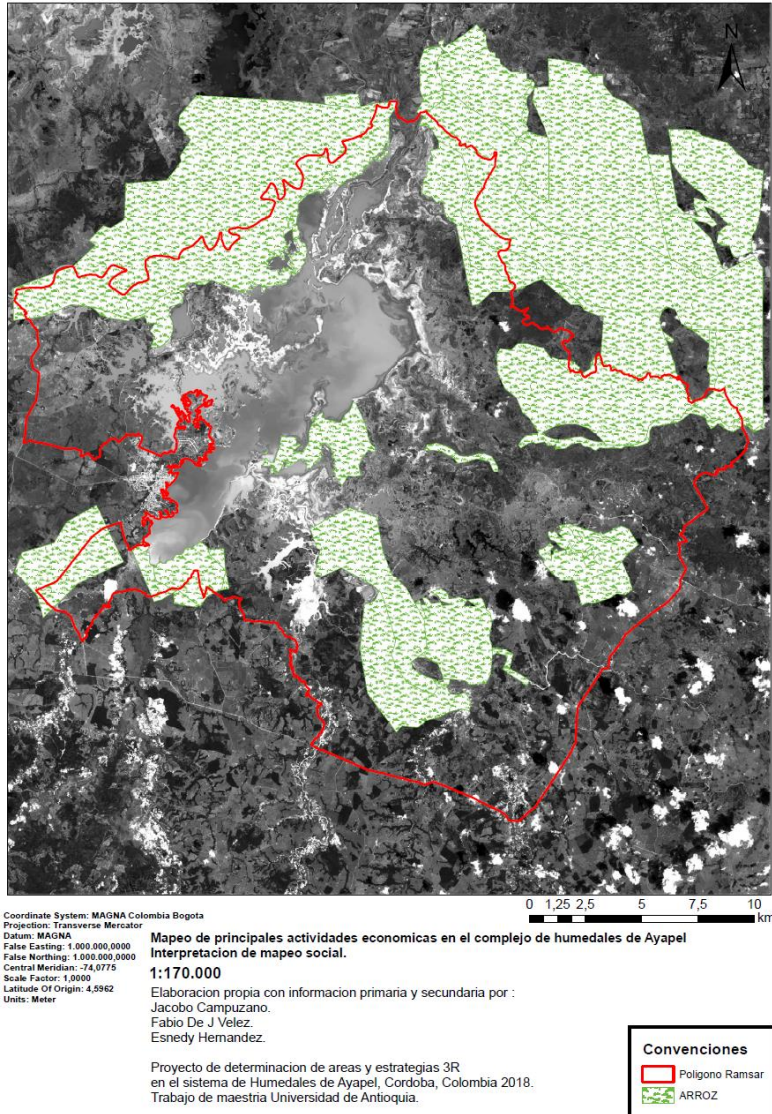 N
0 1,25 2,5 5 7,5 10
km
Coordinate System: MAGNA Colombia Bogota
Projection: Transverse Mercator
Datum: MAGNA
False Easting: 1.000.000,0000
False Northing: 1.000.000,0000
Central Meridian: -74,0775
Scale Factor: 1,0000
Latitude Of Origin: 4,5962
Units: Meter
Mapeo de principales actividades economicas en el complejo de humedales de Ayapel
Interpretacion de mapeo social.
1:170.000
Elaboracion propia con informacion primaria y secundaria por :
Jacobo Campuzano.
Fabio De J Velez.
Esnedy Hernandez.
Proyecto de determinacion de areas y estrategias 3R
en el sistema de Humedales de Ayapel, Cordoba, Colombia 2018.
Trabajo de maestria Universidad de Antioquia.
Convenciones
Poligono Ramsar
ARROZ